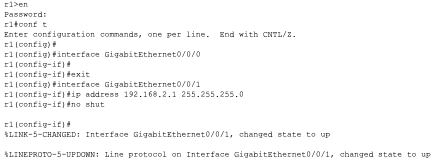 r1>en
Password:
r1#conf t
Enter configuration commands, one per line. End with CNTL/Z.
r1(config)#
r1(config)#interface GigabitEthernet0/0/0
r1(config-if)#
r1(config-if)#exit
r1(config)#interface GigabitEthernet0/0/1
r1(config-if)#ip address 192.168.2.1 255.255.255.0
r1(config-if)#no shut
r1(config-if)#
%LINK-5-CHANGED: Interface GigabitEthernet0/0/1, changed state to up
%LINEPROTO-5-UPDOWN: Line protocol on Interface GigabitEthernet0/0/1, changed state to up